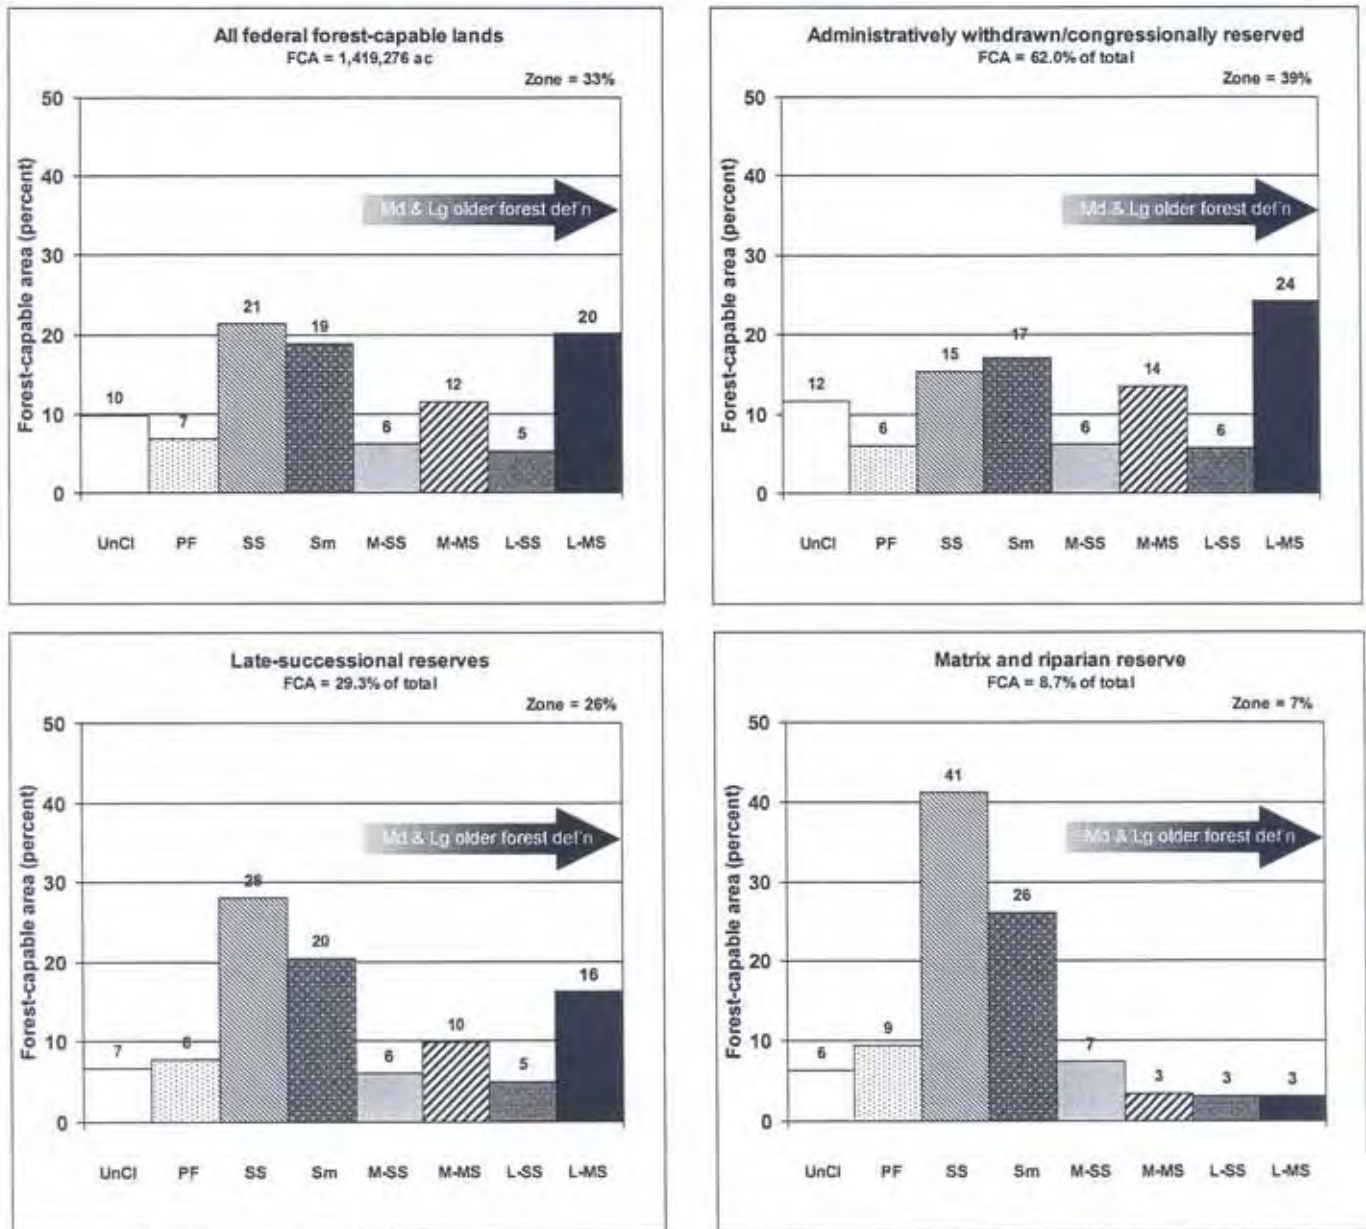 All federal forest-capable lands
FCA = 1,419,276 ac
Zone = 33%
Forest-capable area (percent)
50
40
30
20
10
0
Md & Lg older forest def'n
10
7
21
19
6
12
5
20
UnCl PF SS Sm M-SS M-MS L-SS L-MS
Administratively withdrawn/congressionally reserved
FCA = 62.0% of total
Zone = 39%
Forest-capable area (percent)
50
40
30
20
10
0
Md & Lg older forest def'n
12
6
15
17
6
14
6
24
UnCl PF SS Sm M-SS M-MS L-SS L-MS
Late-successional reserves
FCA = 29.3% of total
Zone = 26%
Forest-capable area (percent)
50
40
30
20
10
0
Md & Lg older forest def'n
7
28
20
6
10
5
16
UnCl PF SS Sm M-SS M-MS L-SS L-MS
Matrix and riparian reserve
FCA = 8.7% of total
Zone = 7%
Forest-capable area (percent)
50
40
30
20
10
0
Md & Lg older forest def'n
6
9
41
26
7
3
3
3
UnCl PF SS Sm M-SS M-MS L-SS L-MS